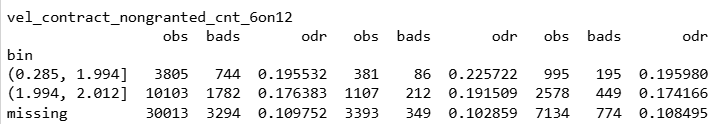 vel_contract_nongranted_cnt_6on12
obs bads odr obs bads odr obs bads odr
bin
(0.285, 1.994] 3805 744 0.195532 381 86 0.225722 995 195 0.195980
(1.994, 2.012] 10103 1782 0.176383 1107 212 0.191509 2578 449 0.174166
missing 30013 3294 0.109752 3393 349 0.102859 7134 774 0.108495